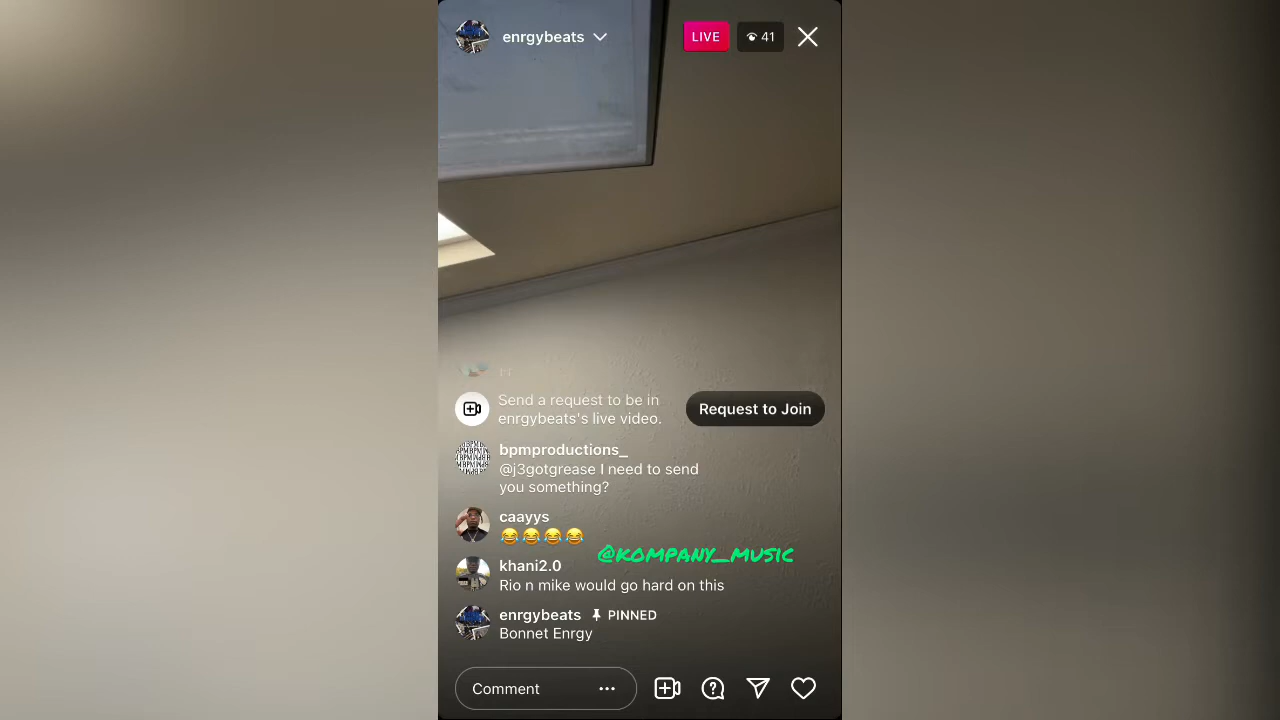 enrgybeats
LIVE
41
Send a request to be in
enrgybeats's live video.
Request to Join
bpmproductions_
@j3gotgrease I need to send
you something?
caayys
😂😂😂😂
@KOMPANY_MUSIC
khani2.0
Rio n mike would go hard on this
enrgybeats PINNED
Bonnet Enrgy
Comment